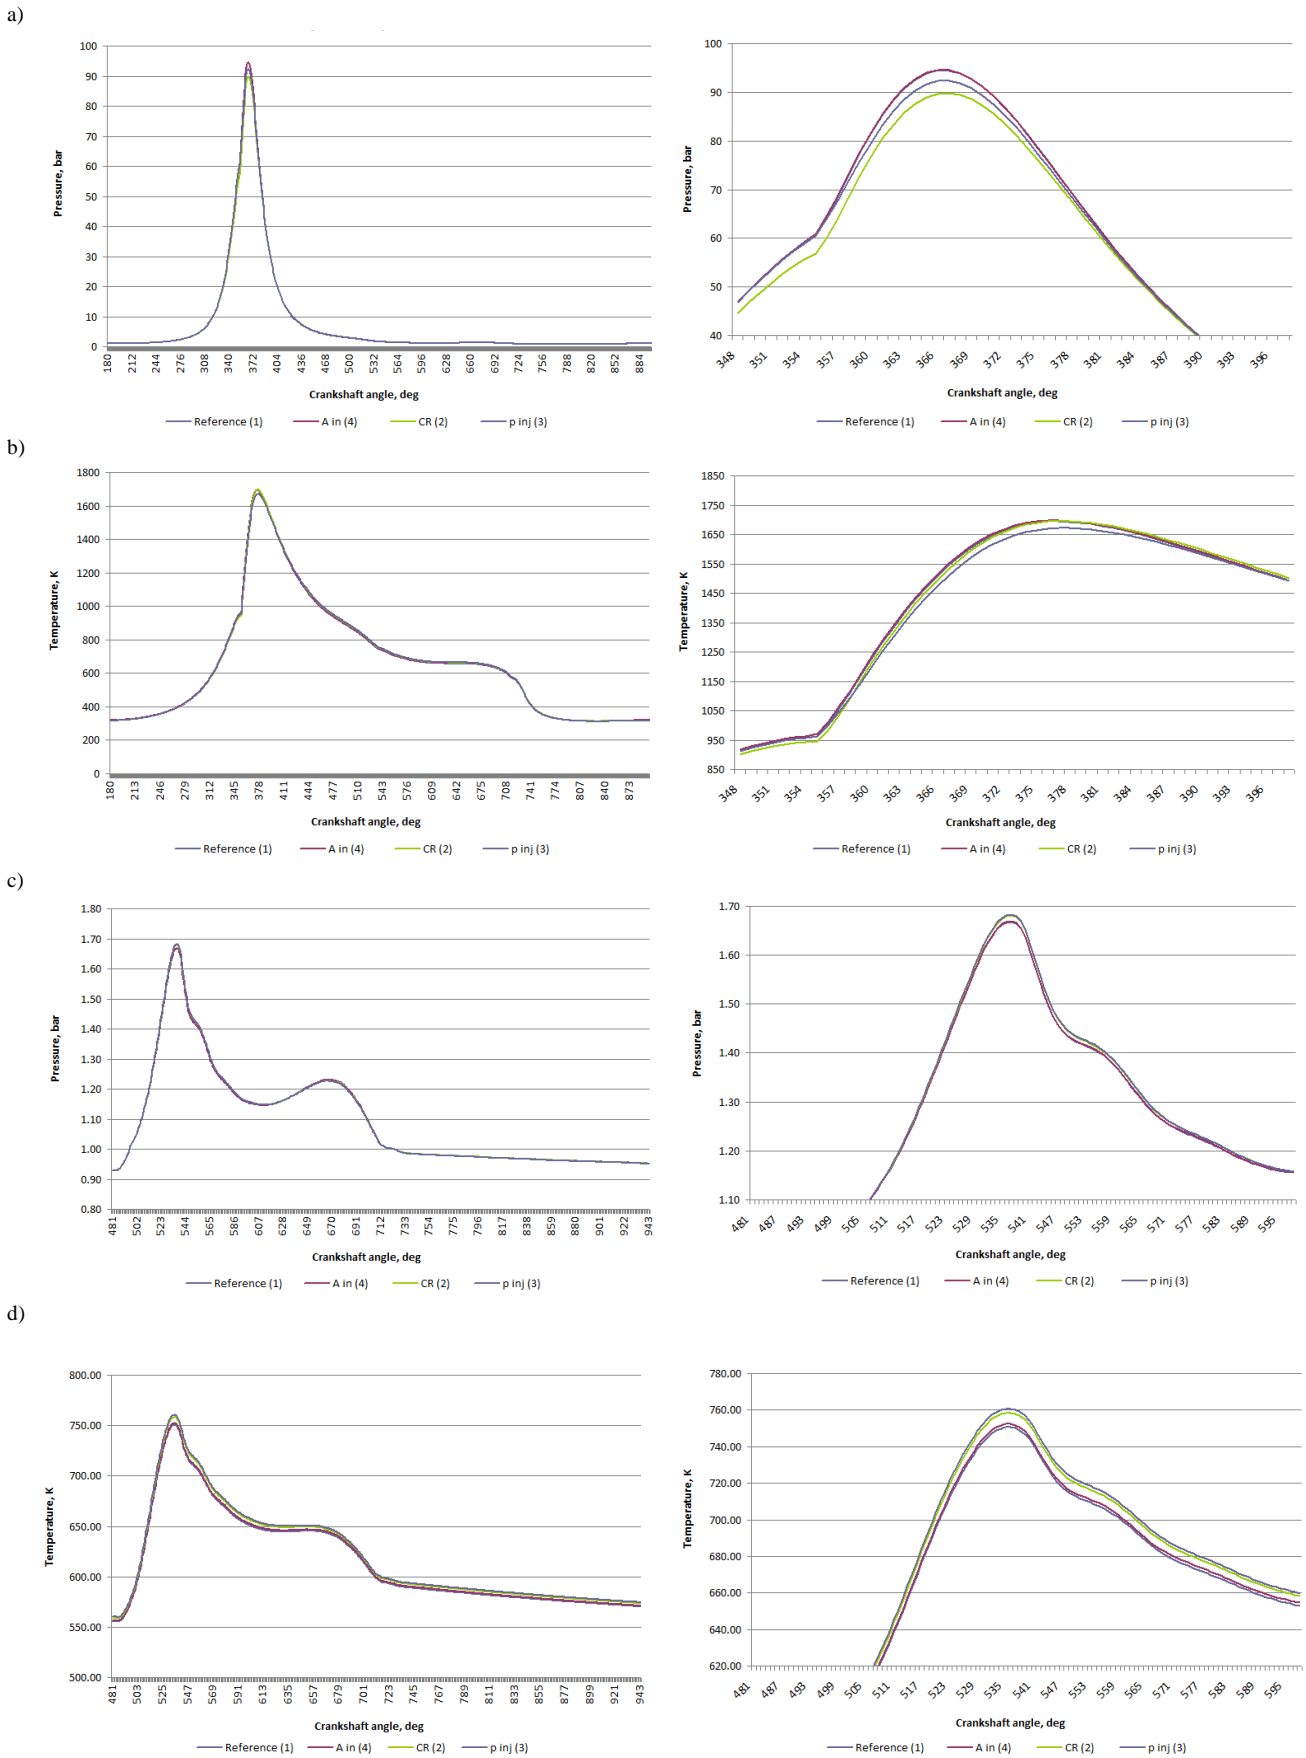 a)
Pressure, bar
100
90
80
70
60
50
40
30
20
10
0
180 212 244 276 308 340 372 404 436 468 500 532 564 596 628 660 692 724 756 788 820 852 884
Crankshaft angle, deg
Reference (1) A in (4) CR (2) p inj (3)
Pressure, bar
100
90
80
70
60
50
40
348 351 354 357 360 363 366 369 372 375 378 381 384 387 390 393 396
Crankshaft angle, deg
Reference (1) A in (4) CR (2) p inj (3)
b)
Temperature, K
1800
1600
1400
1200
1000
800
600
400
200
0
180 213 246 279 312 345 378 411 444 477 510 543 576 609 642 675 708 741 774 807 840 873
Crankshaft angle, deg
Reference (1) A in (4) CR (2) p inj (3)
Temperature, K
1850
1750
1650
1550
1450
1350
1250
1150
1050
950
850
348 351 354 357 360 363 366 369 372 375 378 381 384 387 390 393 396
Crankshaft angle, deg
Reference (1) A in (4) CR (2) p inj (3)
c)
Pressure, bar
1.80
1.70
1.60
1.50
1.40
1.30
1.20
1.10
1.00
0.90
0.80
481 502 523 544 565 586 607 628 649 670 691 712 733 754 775 796 817 838 859 880 901 922 943
Crankshaft angle, deg
Reference (1) A in (4) CR (2) p inj (3)
Pressure, bar
1.70
1.60
1.50
1.40
1.30
1.20
1.10
481 487 493 499 505 511 517 523 529 535 541 547 553 559 565 571 577 583 589 595
Crankshaft angle, deg
Reference (1) A in (4) CR (2) p inj (3)
d)
Temperature, K
800.00
750.00
700.00
650.00
600.00
550.00
500.00
481 503 525 547 569 591 613 635 657 679 701 723 745 767 789 811 833 855 877 899 921 943
Crankshaft angle, deg
Reference (1) A in (4) CR (2) p inj (3)
Temperature, K
780.00
760.00
740.00
720.00
700.00
680.00
660.00
640.00
620.00
481 487 493 499 505 511 517 523 529 535 541 547 553 559 565 571 577 583 589 595
Crankshaft angle, deg
Reference (1) A in (4) CR (2) p inj (3)